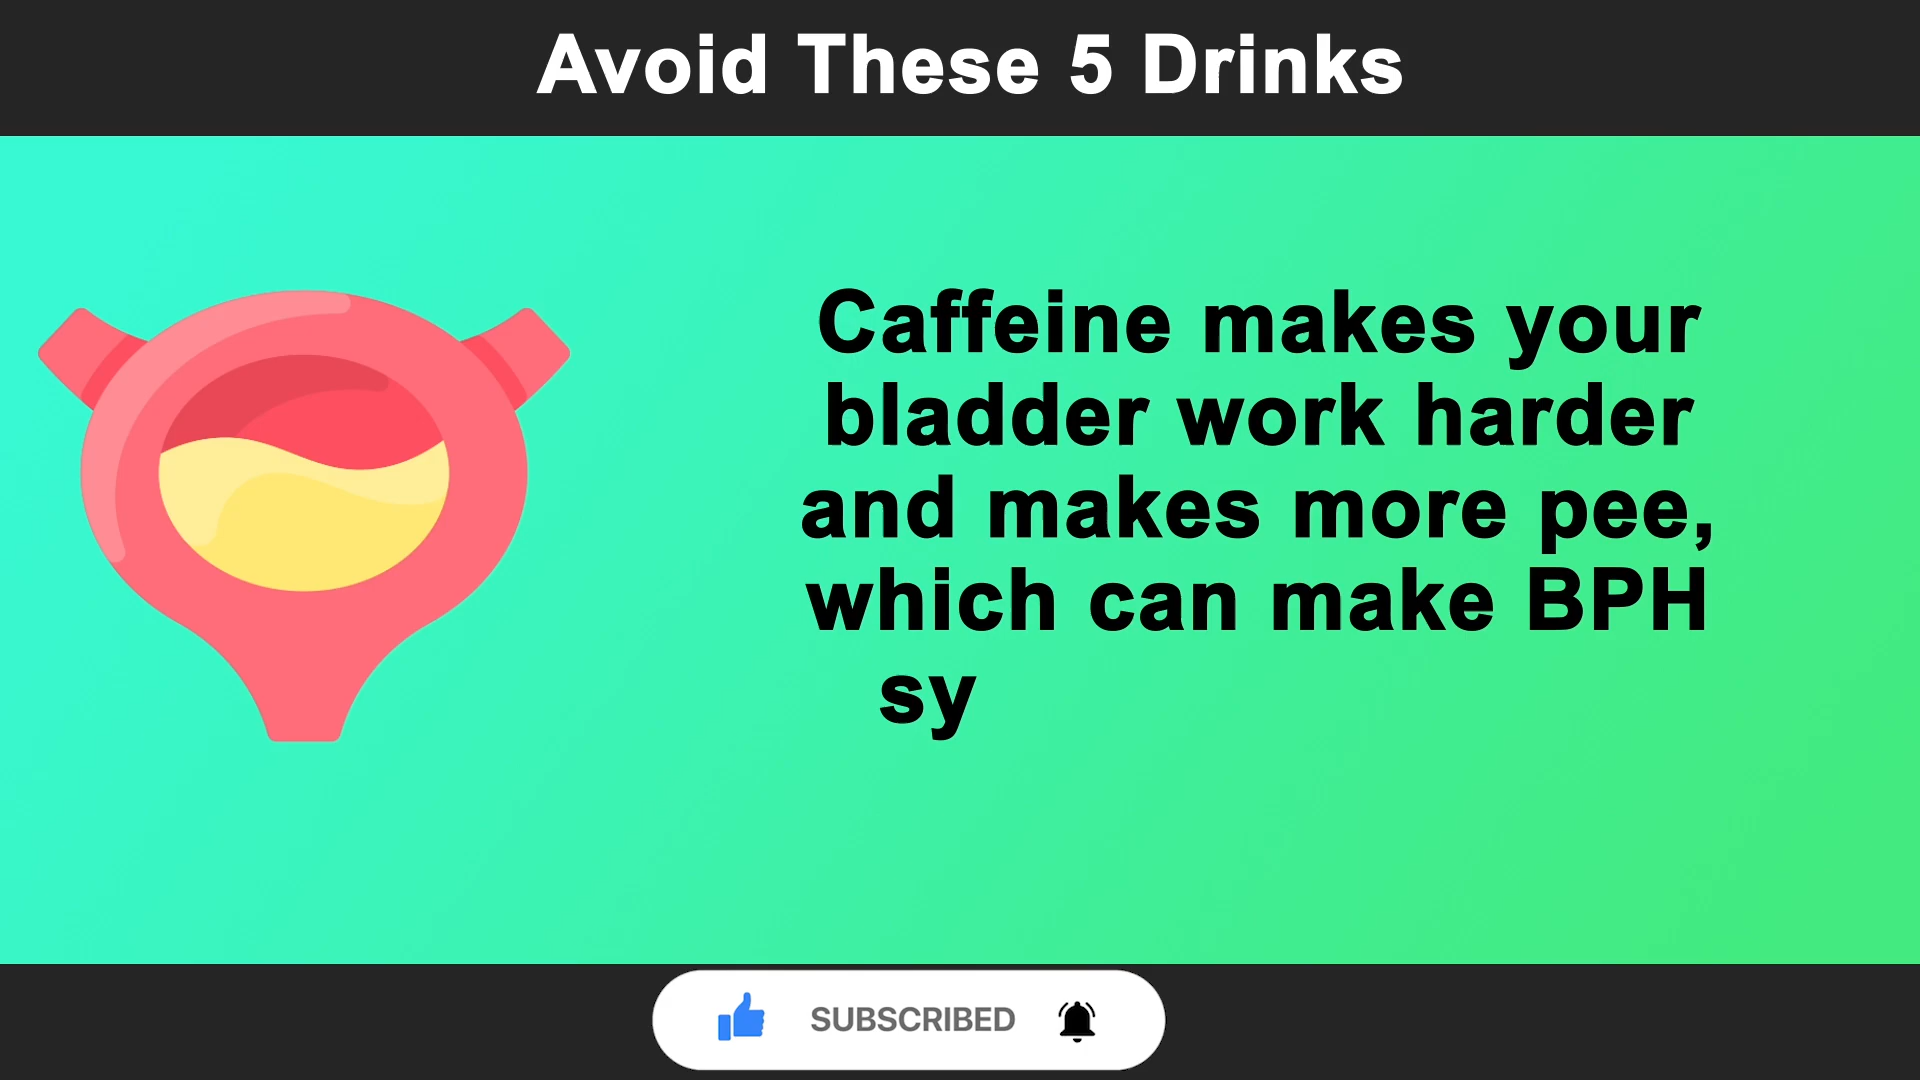 Avoid These 5 Drinks
Caffeine makes your
bladder work harder
and makes more pee,
which can make BPH
sy
SUBSCRIBED